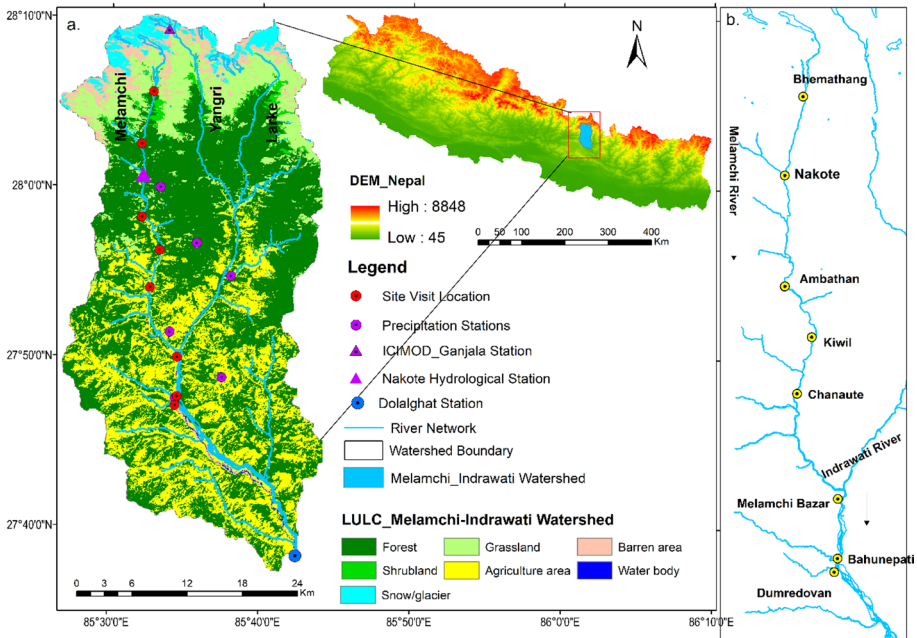 a.
28°10'0"N
28°0'0"N
27°50'0"N
27°40'0"N
Melamchi
Yangri
Larke
0 3 6 12 18 24
Km
85°30'0"E
85°40'0"E
85°50'0"E
86°0'0"E
86°10'0"E
N
DEM_Nepal
High : 8848
Low : 45
0 50 100 200 300 400
Km
Legend
Site Visit Location
Precipitation Stations
ICIMOD_Ganjala Station
Nakote Hydrological Station
Dolalghat Station
River Network
Watershed Boundary
Melamchi_Indrawati Watershed
LULC_Melamchi-Indrawati Watershed
Forest
Grassland
Barren area
Shrubland
Agriculture area
Water body
Snow/glacier
b.
Bhemathang
Melamchi River
Nakote
Ambathan
Kiwil
Chanaute
Indrawati River
Melamchi Bazar
Bahunepati
Dumredovan